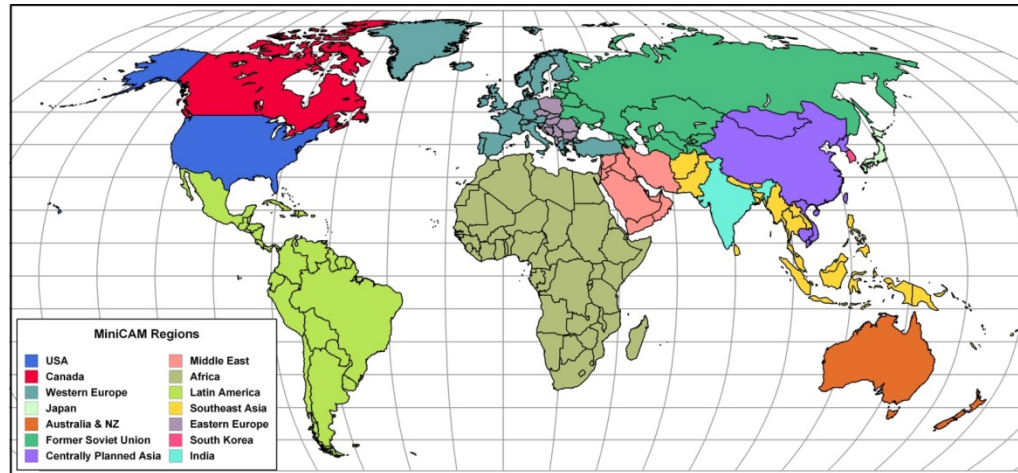 MiniCAM Regions
USA
Canada
Western Europe
Japan
Australia & NZ
Former Soviet Union
Centrally Planned Asia
Middle East
Africa
Latin America
Southeast Asia
Eastern Europe
South Korea
India